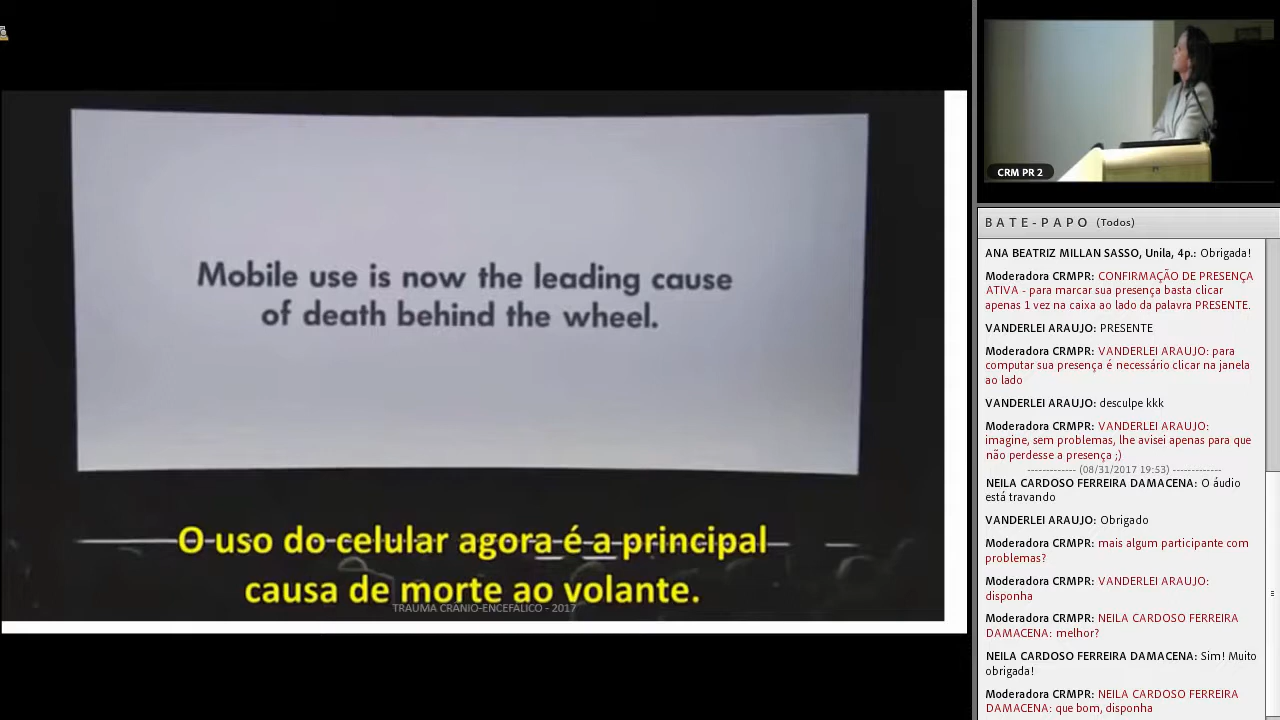 Mobile use is now the leading cause
of death behind the wheel.
O uso do celular agora é a principal
causa de morte ao volante.
TRAUMA CRANIO-ENCEFÁLICO - 2017
CRM PR 2
BATE-PAPO (Todos)
ANA BEATRIZ MILLAN SASSO, Unila, 4p.: Obrigada!
Moderadora CRMPR: CONFIRMAÇÃO DE PRESENÇA
ATIVA - para marcar sua presença basta clicar
apenas 1 vez na caixa ao lado da palavra PRESENTE.
VANDERLEI ARAUJO: PRESENTE
Moderadora CRMPR: VANDERLEI ARAUJO: para
computar sua presença é necessário clicar na janela
ao lado
VANDERLEI ARAUJO: desculpe kkk
Moderadora CRMPR: VANDERLEI ARAUJO:
imagine, sem problemas, lhe avisei apenas para que
não perdesse a presença ;)
------------- (08/31/2017 19:53) -------------
NEILA CARDOSO FERREIRA DAMACENA: O áudio
está travando
VANDERLEI ARAUJO: Obrigado
Moderadora CRMPR: mais algum participante com
problemas?
Moderadora CRMPR: VANDERLEI ARAUJO:
disponha
Moderadora CRMPR: NEILA CARDOSO FERREIRA
DAMACENA: melhor?
NEILA CARDOSO FERREIRA DAMACENA: Sim! Muito
obrigada!
Moderadora CRMPR: NEILA CARDOSO FERREIRA
DAMACENA: que bom, disponha